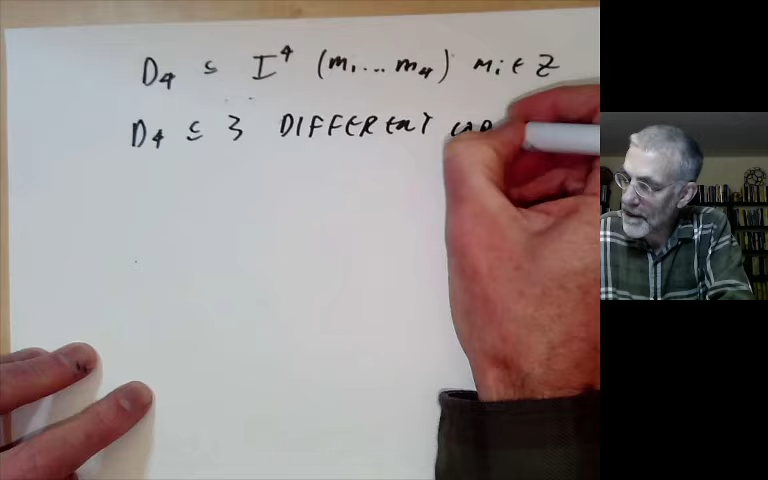 D₄ ⊆ I⁴ (m₁...m₄) mᵢ ∈ Z
D₄ ⊆ 3 DIFFERENT